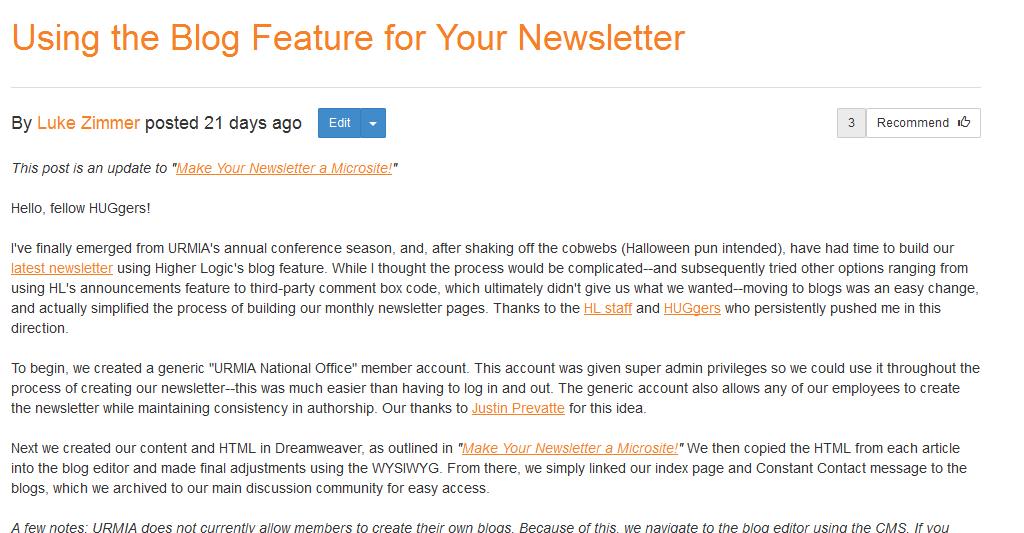 Using the Blog Feature for Your Newsletter
By Luke Zimmer posted 21 days ago Edit 3 Recommend
This post is an update to "Make Your Newsletter a Microsite!"
Hello, fellow HUGgers!
I've finally emerged from URMIA's annual conference season, and, after shaking off the cobwebs (Halloween pun intended), have had time to build our
latest newsletter using Higher Logic's blog feature. While I thought the process would be complicated--and subsequently tried other options ranging from
using HL's announcements feature to third-party comment box code, which ultimately didn't give us what we wanted--moving to blogs was an easy change,
and actually simplified the process of building our monthly newsletter pages. Thanks to the HL staff and HUGgers who persistently pushed me in this
direction.
To begin, we created a generic "URMIA National Office" member account. This account was given super admin privileges so we could use it throughout the
process of creating our newsletter--this was much easier than having to log in and out. The generic account also allows any of our employees to create
the newsletter while maintaining consistency in authorship. Our thanks to Justin Prevatte for this idea.
Next we created our content and HTML in Dreamweaver, as outlined in "Make Your Newsletter a Microsite!" We then copied the HTML from each article
into the blog editor and made final adjustments using the WYSIWYG. From there, we simply linked our index page and Constant Contact message to the
blogs, which we archived to our main discussion community for easy access.
A few notes: URMIA does not currently allow members to create their own blogs. Because of this, we navigate to the blog editor using the CMS. If you